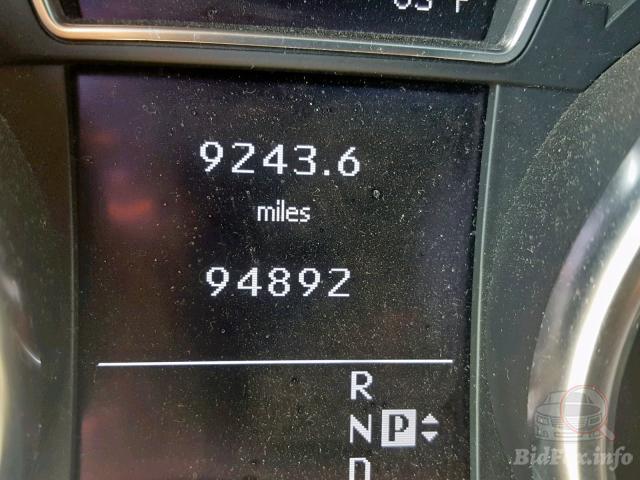 9243.6
miles
94892
R
N P
D
BidFax.info